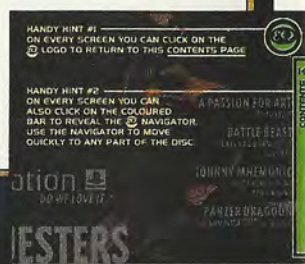 HANDY HINT #1
ON EVERY SCREEN YOU CAN CLICK ON THE
LOGO TO RETURN TO THIS CONTENTS PAGE
HANDY HINT #2
ON EVERY SCREEN YOU CAN
ALSO CLICK ON THE COLOURED
BAR TO REVEAL THE NAVIGATOR.
USE THE NAVIGATOR TO MOVE
QUICKLY TO ANY PART OF THE DISC
A PASSION FOR ART
BATTLE BEAST
JOHNNY MNEMONIC
PANZER DRAGOON
ation
DO WE LOVE IT?
ESTERS
CONTENTS